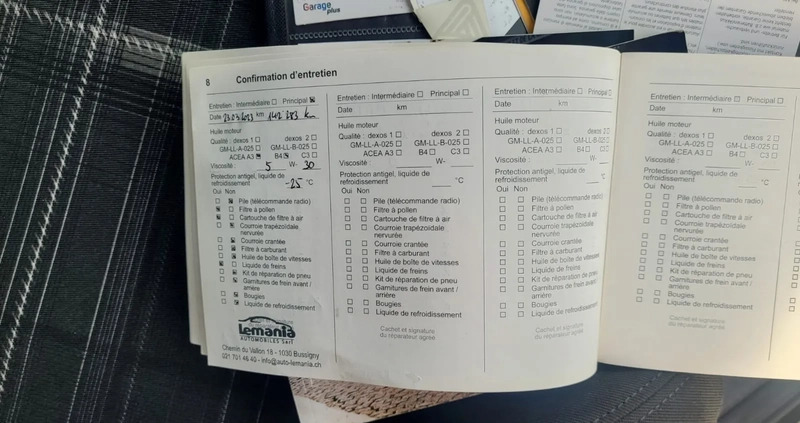 Garage
plus
8 Confirmation d'entretien
Entretien : Intermédiaire ☐ Principal ☒
Date km
Huile moteur
Qualité : dexos 1 ☐ dexos 2 ☐
GM-LL-A-025 ☐ GM-LL-B-025 ☐
ACEA A3 ☒ B4 ☒ C3 ☐
Viscosité : 5 W- 30
Protection antigel, liquide de
refroidissement -25 °C
Oui Non
Pile (télécommande radio)
Filtre à pollen
Cartouche de filtre à air
Courroie trapézoïdale
nervurée
Courroie crantée
Filtre à carburant
Huile de boîte de vitesses
Liquide de freins
Kit de réparation de pneu
Garnitures de frein avant /
arrière
Bougies
Liquide de refroidissement
Lemania
AUTOMOBILES Sàrl
Chemin du Vallon 18 - 1030 Bussigny
021 701 46 40 - info@auto-lemania.ch
Entretien : Intermédiaire ☐ Principal ☐
Date km
Huile moteur
Qualité : dexos 1 ☐ dexos 2 ☐
GM-LL-A-025 ☐ GM-LL-B-025 ☐
ACEA A3 ☐ B4 ☐ C3 ☐
Viscosité : W-
Protection antigel, liquide de
refroidissement °C
Oui Non
☐ ☐ Pile (télécommande radio)
☐ ☐ Filtre à pollen
☐ ☐ Cartouche de filtre à air
☐ ☐ Courroie trapézoïdale
nervurée
☐ ☐ Courroie crantée
☐ ☐ Filtre à carburant
☐ ☐ Huile de boîte de vitesses
☐ ☐ Liquide de freins
☐ ☐ Kit de réparation de pneu
☐ ☐ Garnitures de frein avant /
arrière
☐ ☐ Bougies
☐ ☐ Liquide de refroidissement
Cachet et signature
du réparateur agréé
Entretien : Intermédiaire ☐ Principal
Date km
Huile moteur
Qualité : dexos 1 ☐ dexos 2
GM-LL-A-025 ☐ GM-LL-B-025
ACEA A3 ☐ B4 ☐ C3
Viscosité : W-
Protection antigel, liquide de
refroidissement °C
Oui Non
☐ ☐ Pile (télécommande radio)
☐ ☐ Filtre à pollen
☐ ☐ Cartouche de filtre à air
☐ ☐ Courroie trapézoïdale
nervurée
☐ ☐ Courroie crantée
☐ ☐ Filtre à carburant
☐ ☐ Huile de boîte de vitesses
☐ ☐ Liquide de freins
☐ ☐ Kit de réparation de pneu
☐ ☐ Garnitures de frein avant /
arrière
☐ ☐ Bougies
☐ ☐ Liquide de refroidissement
Cachet et signature
du réparateur agréé
Entretien : Intermédiaire ☐ Principal ☐
Date km
Huile moteur
Qualité : dexos 1 ☐ dexos 2 ☐
GM-LL-A-025 ☐ GM-LL-B-025 ☐
ACEA A3 ☐ B4 ☐ C3 ☐
Viscosité : W-
Protection antigel, liquide de
refroidissement °C
Oui Non
☐ ☐ Pile (télécommande radio)
☐ ☐ Filtre à pollen
☐ ☐ Cartouche de filtre à air
☐ ☐ Courroie trapézoïdale
nervurée
☐ ☐ Courroie crantée
☐ ☐ Filtre à carburant
☐ ☐ Huile de boîte de vitesses
☐ ☐ Liquide de freins
☐ ☐ Kit de réparation de pneu
☐ ☐ Garnitures de frein avant /
arrière
☐ ☐ Bougies
☐ ☐ Liquide de refroidissement
Cachet et signature
du réparateur agréé